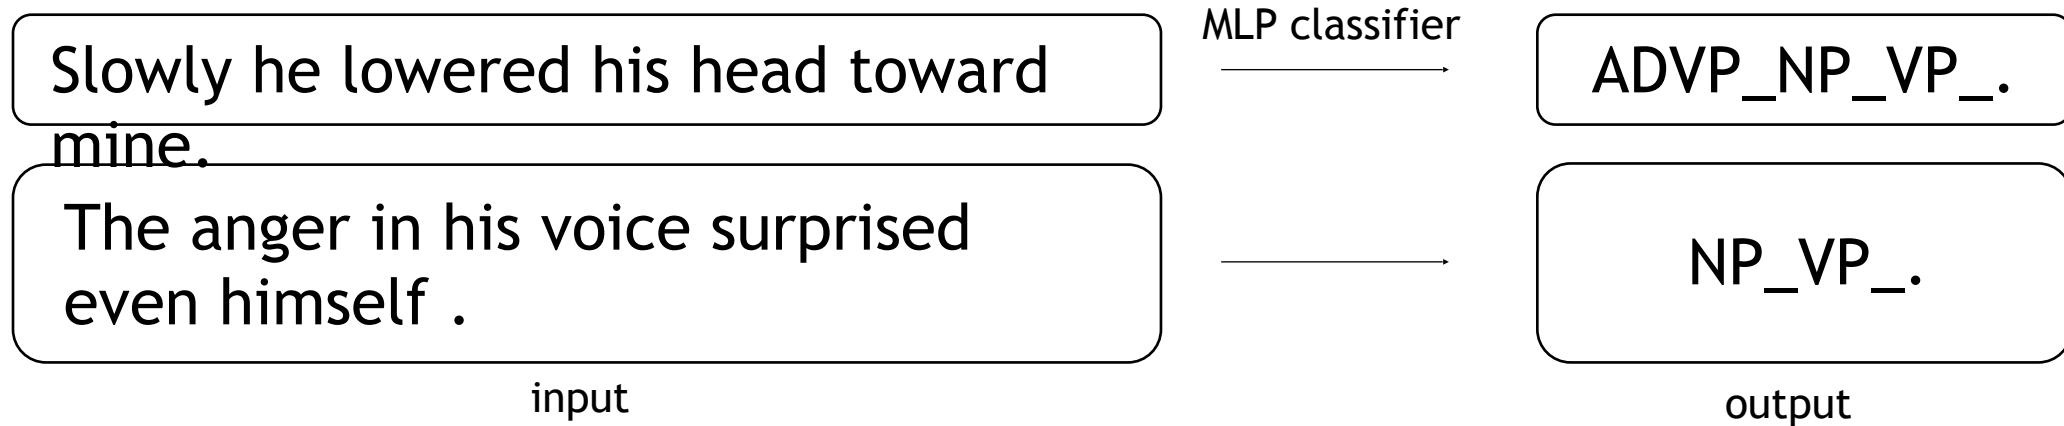 MLP classifier
Slowly he lowered his head toward
mine.
ADVP_NP_VP_.
The anger in his voice surprised
even himself .
NP_VP_.
input
output